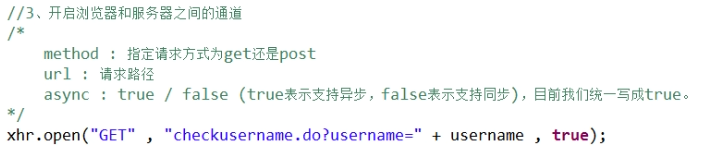 //3、开启浏览器和服务器之间的通道
/*
method : 指定请求方式为get还是post
url : 请求路径
async : true / false (true表示支持异步，false表示支持同步)，目前我们统一写成true。
*/
xhr.open("GET" , "checkusername.do?username=" + username , true);